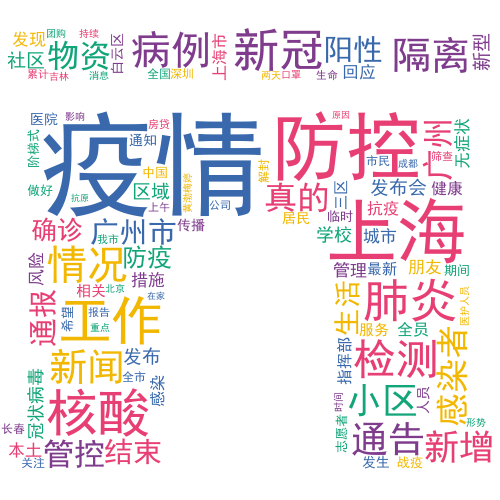 团购
持续
发现
物资
社区
累计
吉林
消息
白云区
病例
全国
深圳
上海市
新冠
两天
口罩
生命
阳性
回应
隔离
新型
医院
影响
阶梯式
疫情
通知
房贷
中国
做好
抗原
区域
上午
黄渤梅婷
公司
解封
防控
原因
市民
成都
广州
筛查
无症状
真的
三区
发布会
健康
确诊
我市
广州市
传播
居民
临时
抗疫
上海
学校
城市
防疫
情况
风险
措施
相关
北京
在家
管理
最新
朋友
期间
通报
希望
工作
报告
重点
生活
肺炎
医护人员
服务
全员
新闻
发布
全市
感染
指挥部
检测
感染者
冠状病毒
核酸
小区
人员
时间
志愿者
长春
本土
关注
管控
结束
通告
新增
形势
发生
战疫